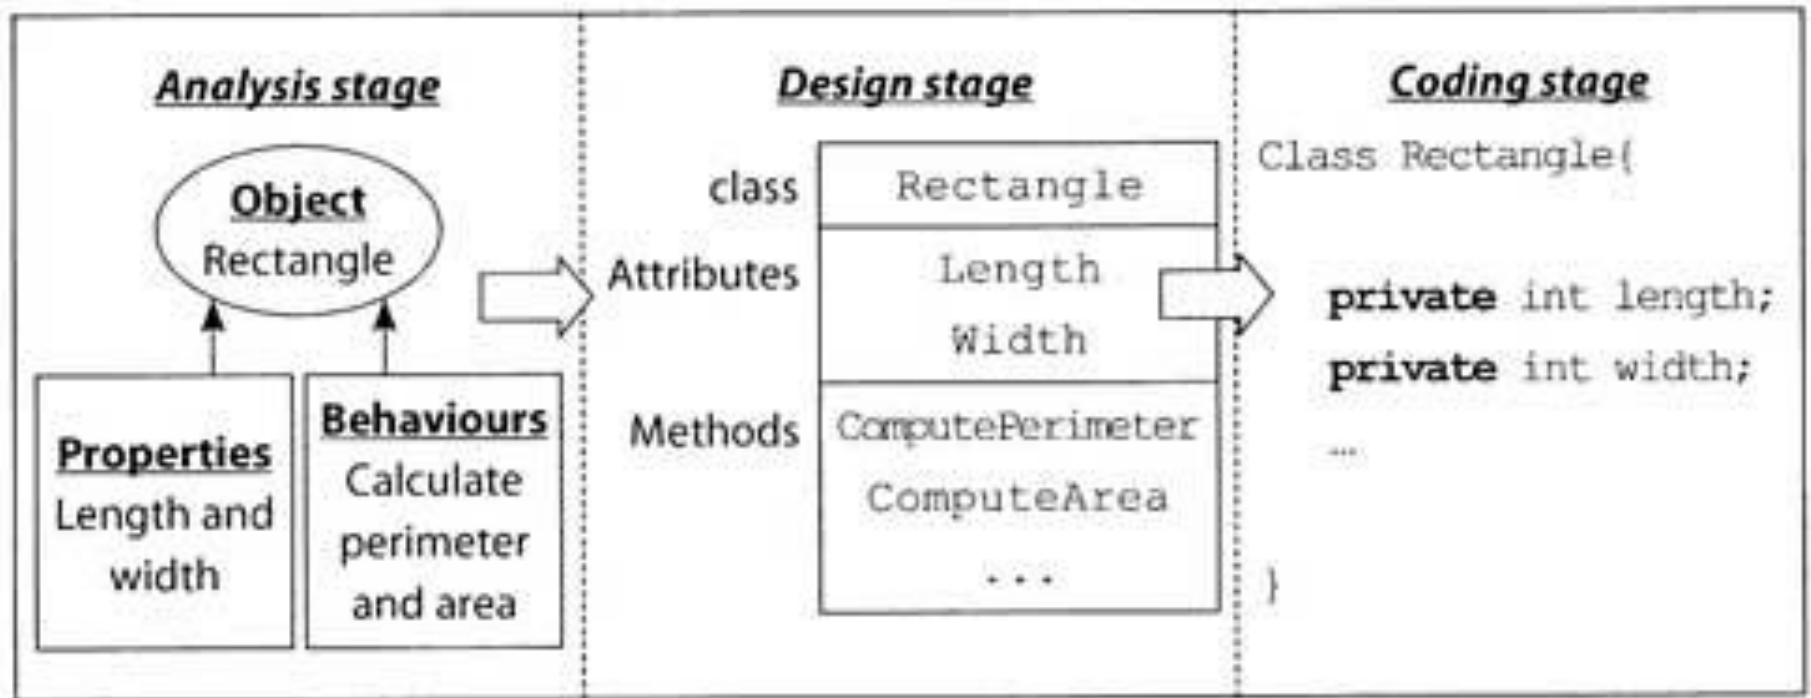 Analysis stage
Object
Rectangle
Properties
Length and
width
Behaviours
Calculate
perimeter
and area
Design stage
class
Rectangle
Attributes
Length
Width
Methods
ComputePerimeter
ComputeArea
...
Coding stage
Class Rectangle{
private int length;
private int width;
...
}